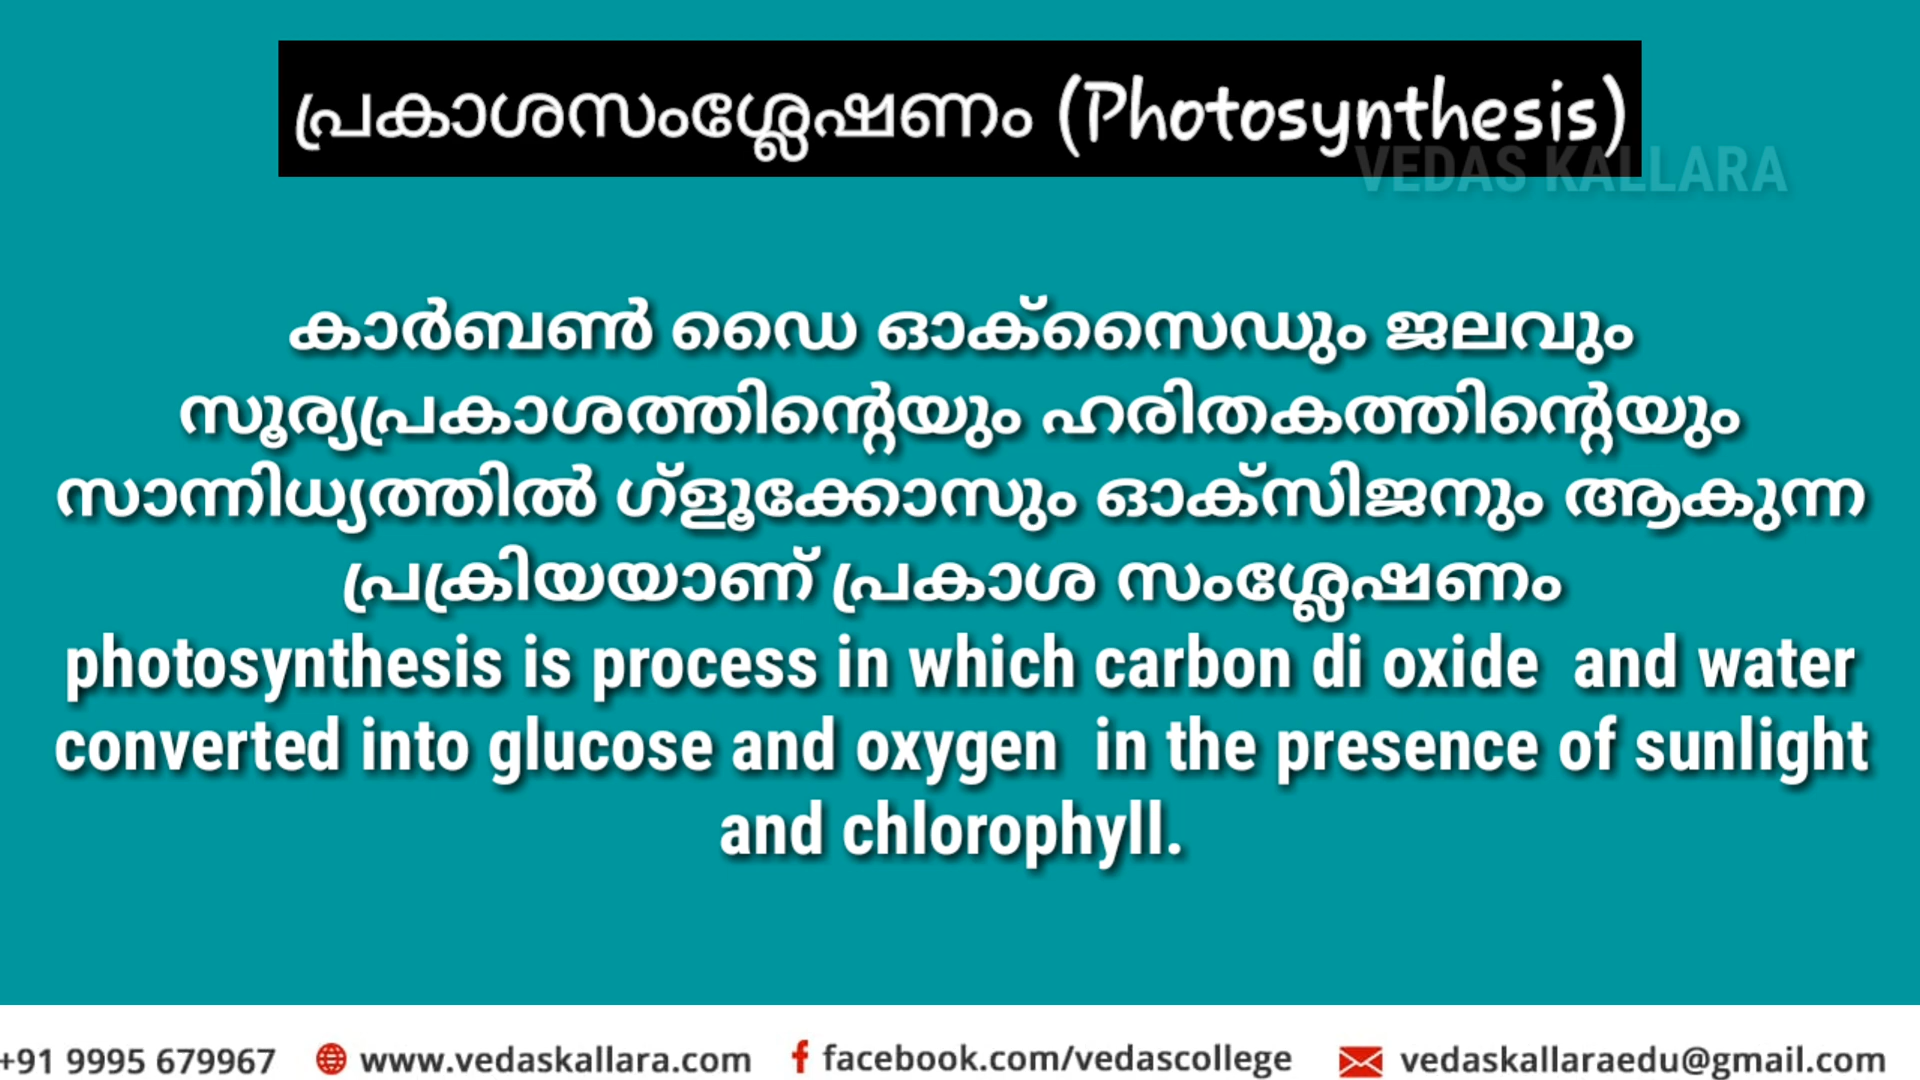 പ്രകാശസംശ്ലേഷണം (Photosynthesis)
VEDAS KALLARA
കാർബൺ ഡൈ ഓക്സൈഡും ജലവും
സൂര്യപ്രകാശത്തിന്റെയും ഹരിതകത്തിന്റെയും
സാന്നിധ്യത്തിൽ ഗ്ളൂക്കോസും ഓക്സിജനും ആകുന്ന
പ്രക്രിയയാണ് പ്രകാശ സംശ്ലേഷണം
photosynthesis is process in which carbon di oxide and water
converted into glucose and oxygen in the presence of sunlight
and chlorophyll.
+91 9995 679967 www.vedaskallara.com facebook.com/vedascollege vedaskallaraedu@gmail.com